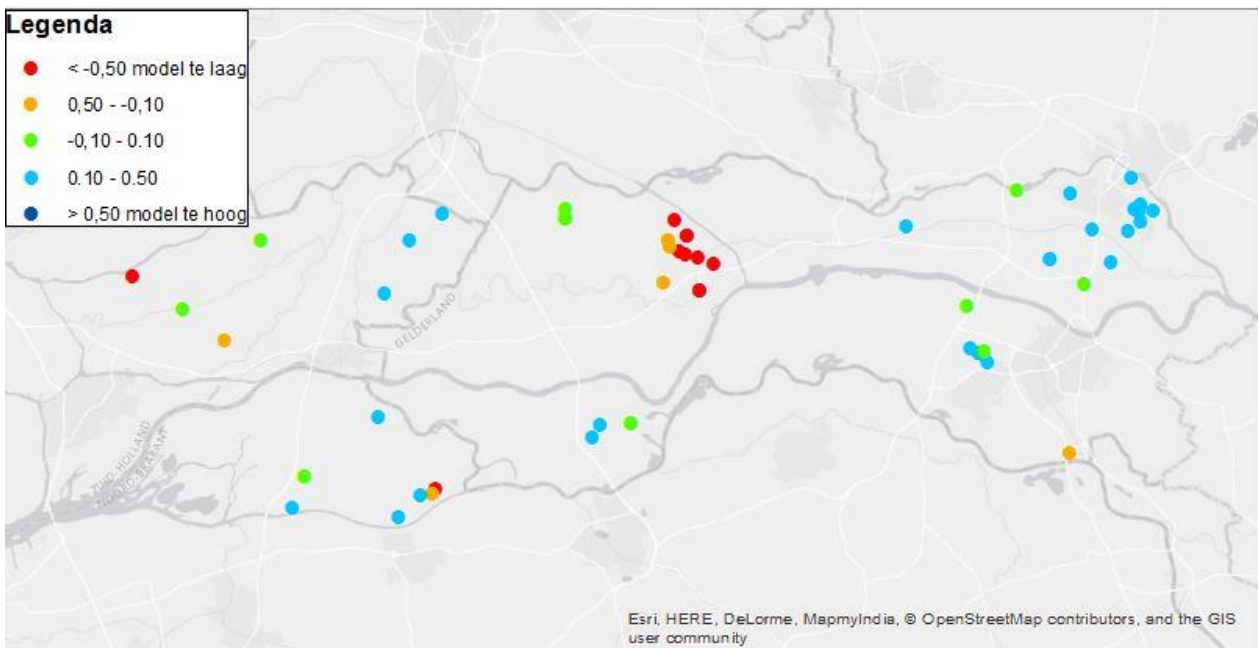 Legenda
< -0,50 model te laag
0,50 - -0,10
-0,10 - 0.10
0.10 - 0.50
> 0,50 model te hoog
GELDERLAND
ZUID-HOLLAND
NOORD-BRABANT
Esri, HERE, DeLorme, MapmyIndia, © OpenStreetMap contributors, and the GIS
user community